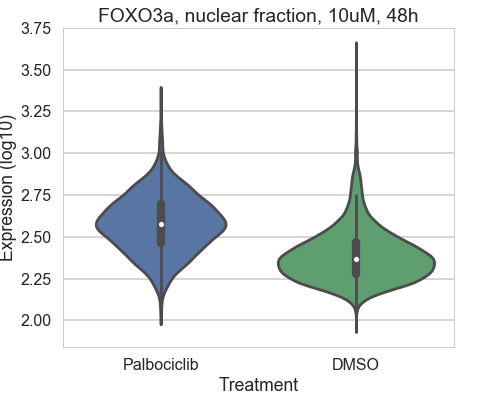 FOXO3a, nuclear fraction, 10uM, 48h
3.75
3.50
3.25
3.00
2.75
2.50
2.25
2.00
Expression (log10)
Palbociclib DMSO
Treatment